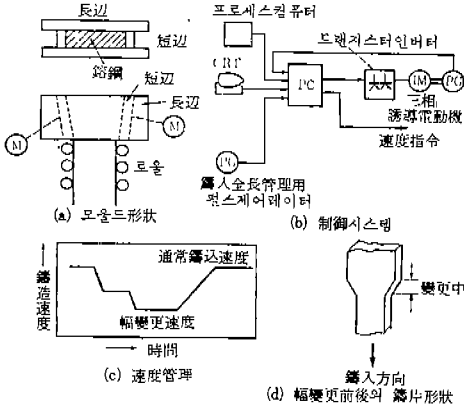 長辺
短辺
鎔鋼
短辺
長辺
M
M
로울
(a) 모울드形狀
프로세스컴퓨터
CRT
PC
트랜지스터인버터
IM
PG
三相
誘導電動機
速度指令
PG
鑄入全長管理用
펄스제어레이터
(b) 制御시스템
鑄造速度
通常鑄込速度
幅變更速度
時間
(c) 速度管理
變更中
鑄入方向
(d) 幅變更前後의 鑄片形狀